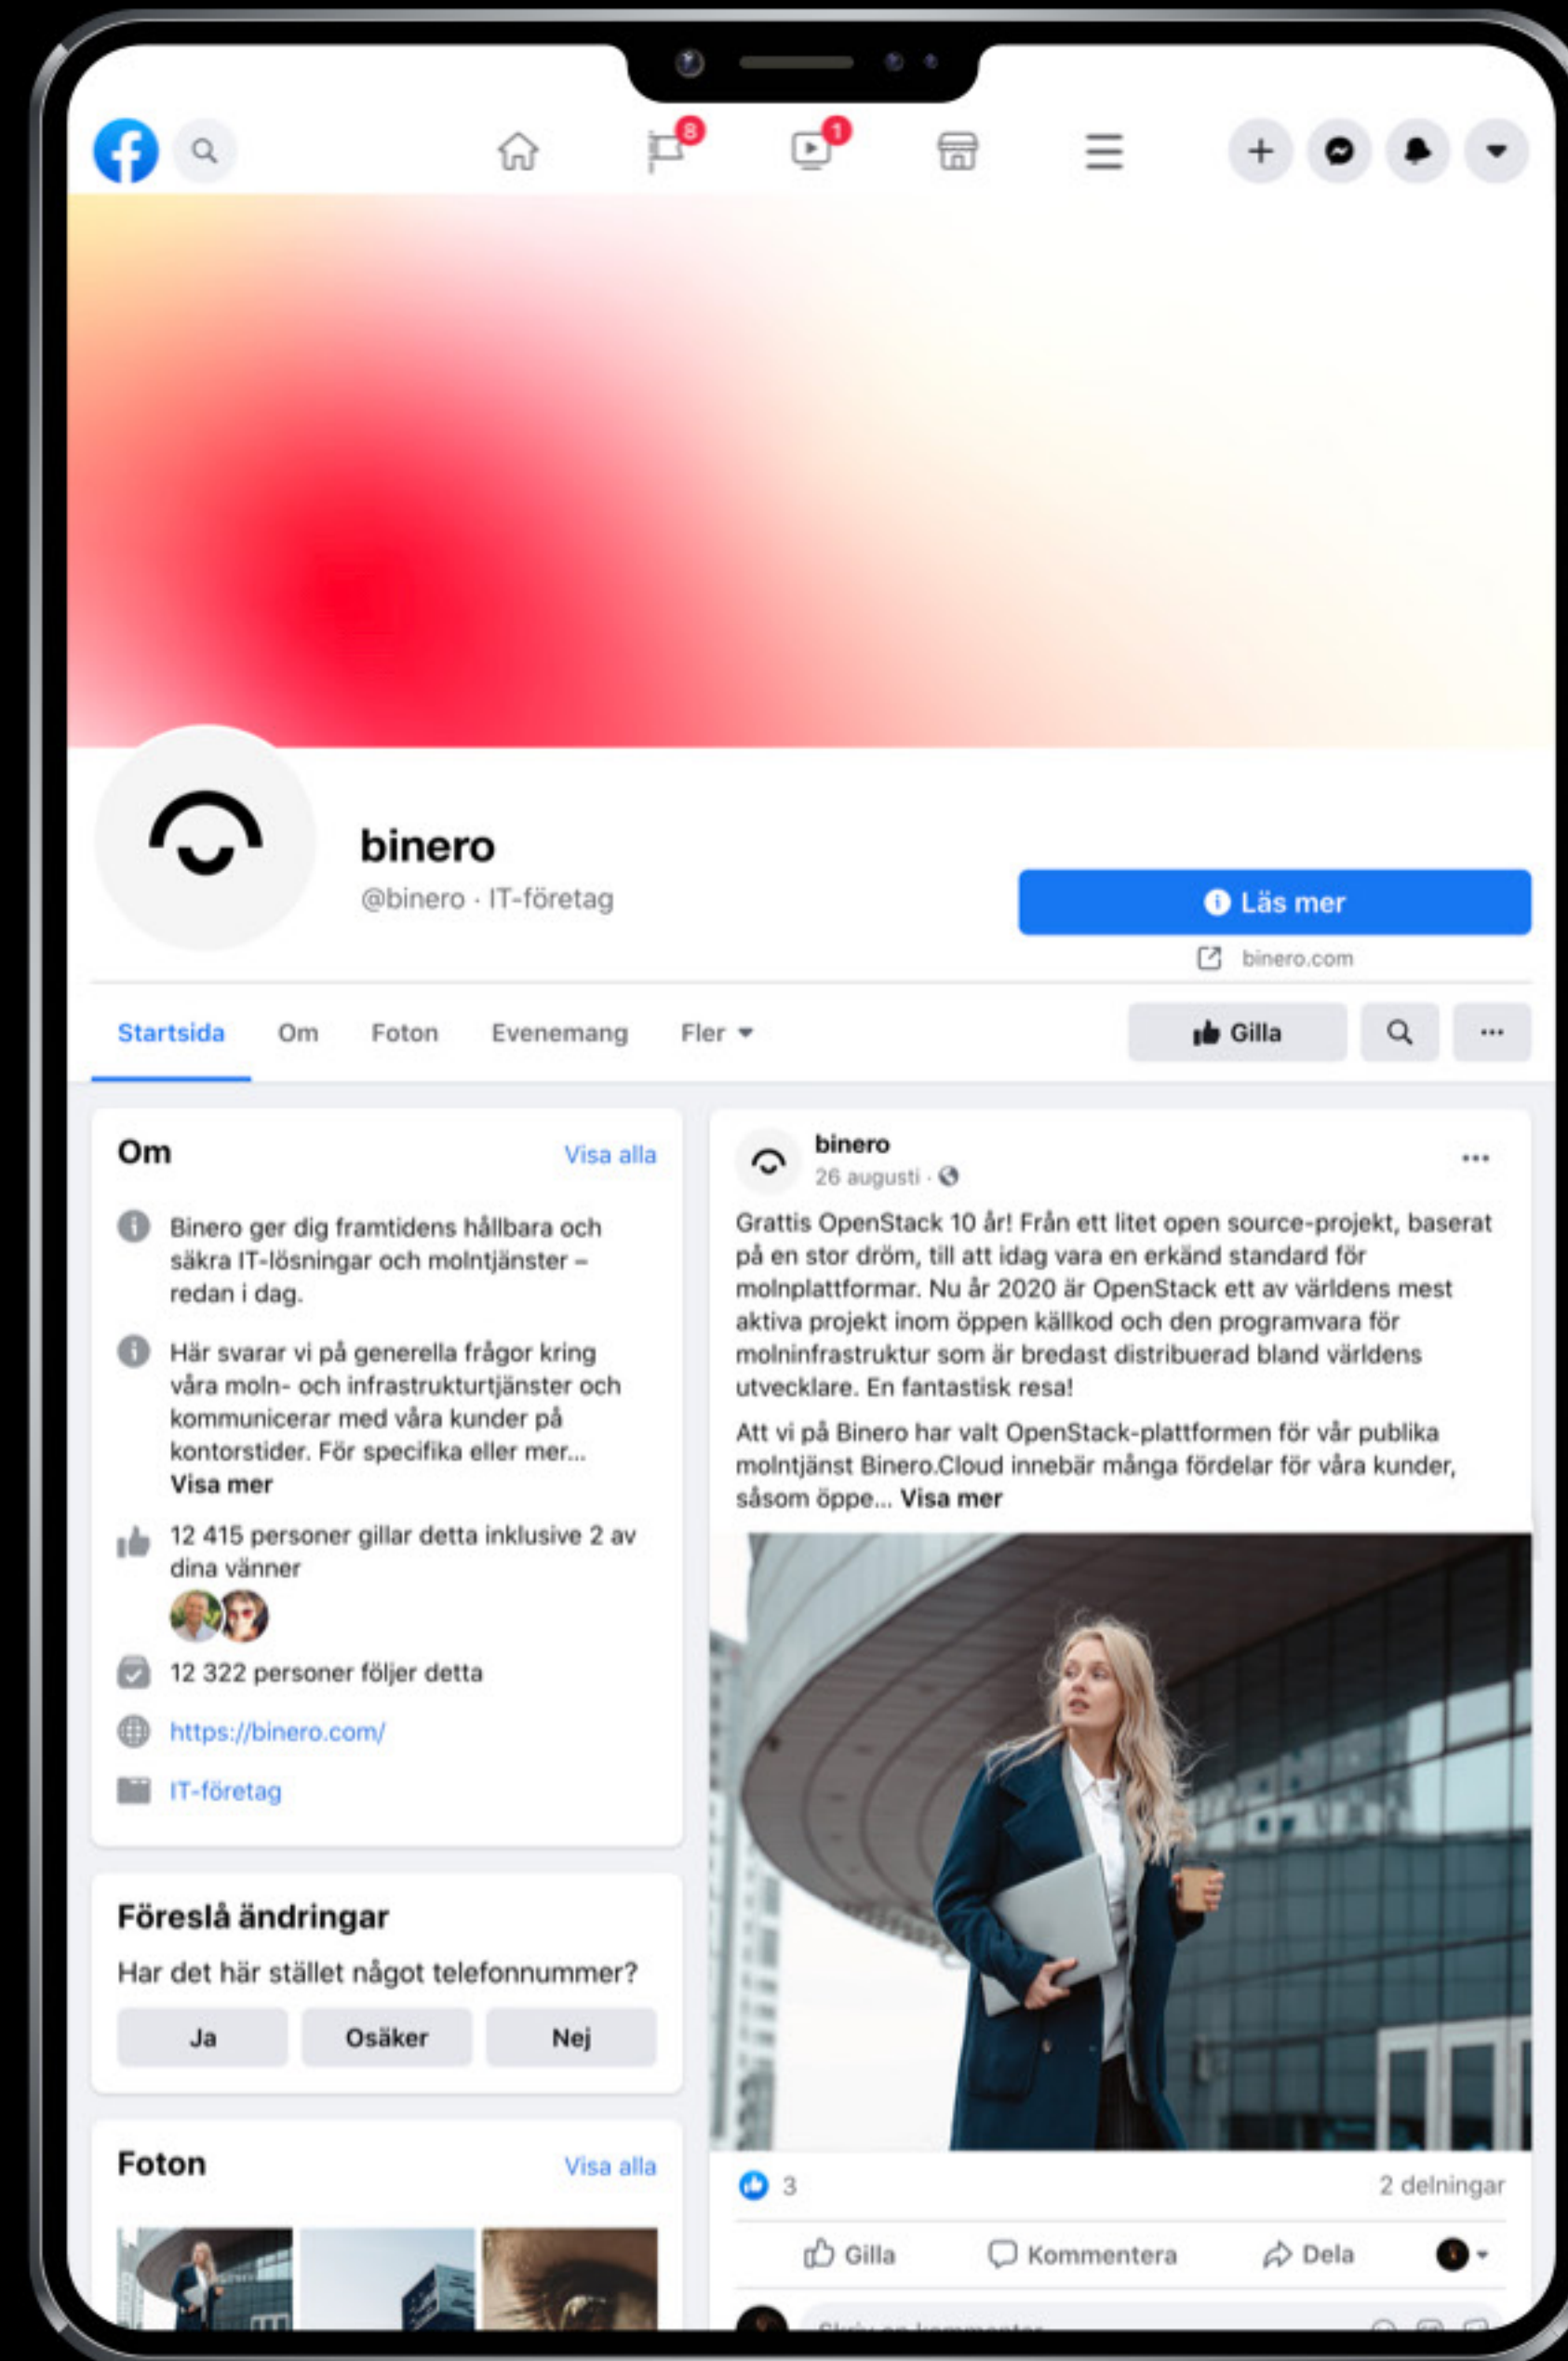 8
1
binero
@binero · IT-företag
Läs mer
binero.com
Startsida
Om
Foton
Evenemang
Fler
Gilla
Om
Visa alla
Binero ger dig framtidens hållbara och
säkra IT-lösningar och molntjänster –
redan i dag.
Här svarar vi på generella frågor kring
våra moln- och infrastrukturtjänster och
kommunicerar med våra kunder på
kontorstider. För specifika eller mer...
Visa mer
12 415 personer gillar detta inklusive 2 av
dina vänner
12 322 personer följer detta
https://binero.com/
IT-företag
Föreslå ändringar
Har det här stället något telefonnummer?
Ja
Osäker
Nej
Foton
Visa alla
binero
26 augusti ·
Grattis OpenStack 10 år! Från ett litet open source-projekt, baserat
på en stor dröm, till att idag vara en erkänd standard för
molnplattformar. Nu år 2020 är OpenStack ett av världens mest
aktiva projekt inom öppen källkod och den programvara för
molninfrastruktur som är bredast distribuerad bland världens
utvecklare. En fantastisk resa!
Att vi på Binero har valt OpenStack-plattformen för vår publika
molntjänst Binero.Cloud innebär många fördelar för våra kunder,
såsom öppe... Visa mer
3
2 delningar
Gilla
Kommentera
Dela